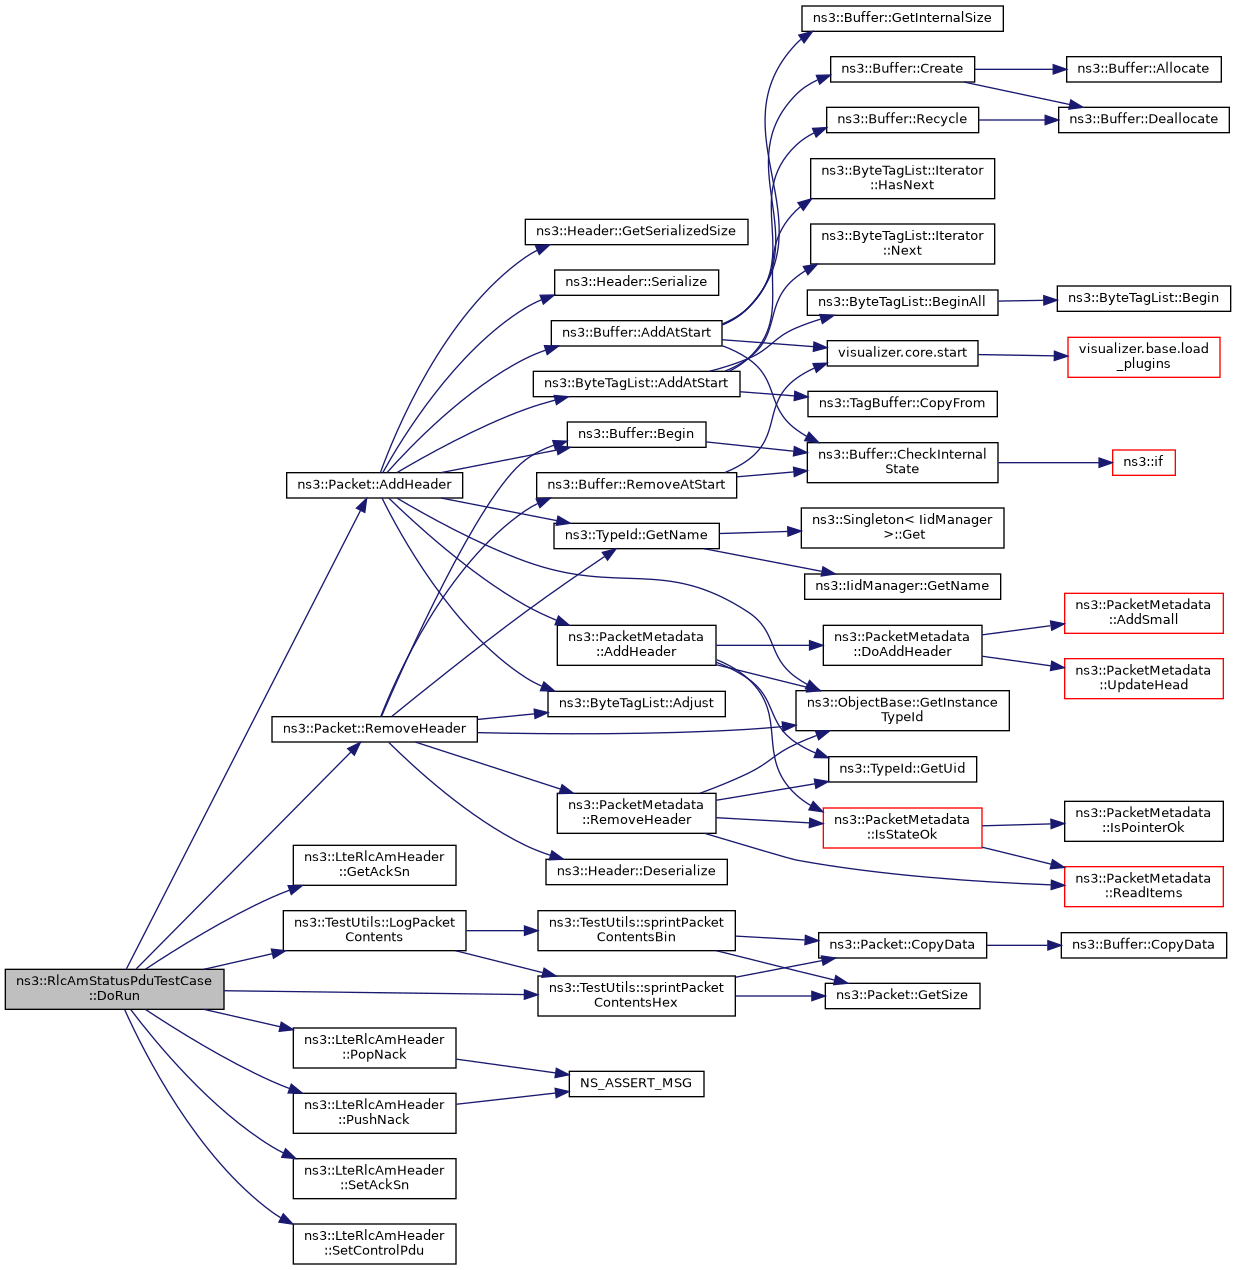 ns3::Buffer::GetInternalSize
ns3::Buffer::Create
ns3::Buffer::Allocate
ns3::Buffer::Recycle
ns3::Buffer::Deallocate
ns3::ByteTagList::Iterator
::HasNext
ns3::Header::GetSerializedSize
ns3::ByteTagList::Iterator
::Next
ns3::Header::Serialize
ns3::ByteTagList::BeginAll
ns3::ByteTagList::Begin
ns3::Buffer::AddAtStart
visualizer.core.start
visualizer.base.load
_plugins
ns3::ByteTagList::AddAtStart
ns3::TagBuffer::CopyFrom
ns3::Buffer::Begin
ns3::Buffer::CheckInternal
State
ns3::if
ns3::Packet::AddHeader
ns3::Buffer::RemoveAtStart
ns3::TypeId::GetName
ns3::Singleton< IidManager
>::Get
ns3::IidManager::GetName
ns3::PacketMetadata
::AddSmall
ns3::PacketMetadata
::AddHeader
ns3::PacketMetadata
::DoAddHeader
ns3::PacketMetadata
::UpdateHead
ns3::ByteTagList::Adjust
ns3::ObjectBase::GetInstance
TypeId
ns3::Packet::RemoveHeader
ns3::TypeId::GetUid
ns3::PacketMetadata
::RemoveHeader
ns3::PacketMetadata
::IsStateOk
ns3::PacketMetadata
::IsPointerOk
ns3::LteRlcAmHeader
::GetAckSn
ns3::Header::Deserialize
ns3::PacketMetadata
::ReadItems
ns3::TestUtils::LogPacket
Contents
ns3::TestUtils::sprintPacket
ContentsBin
ns3::Packet::CopyData
ns3::Buffer::CopyData
ns3::RlcAmStatusPduTestCase
::DoRun
ns3::TestUtils::sprintPacket
ContentsHex
ns3::Packet::GetSize
ns3::LteRlcAmHeader
::PopNack
NS_ASSERT_MSG
ns3::LteRlcAmHeader
::PushNack
ns3::LteRlcAmHeader
::SetAckSn
ns3::LteRlcAmHeader
::SetControlPdu